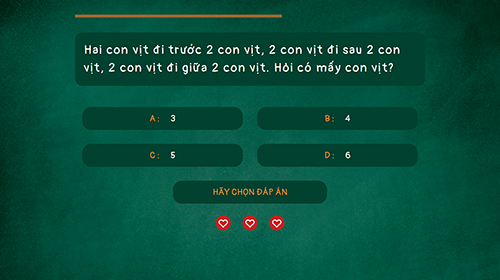 Hai con vịt đi trước 2 con vịt, 2 con vịt đi sau 2 con
vịt, 2 con vịt đi giữa 2 con vịt. Hỏi có mấy con vịt?
A: 3
B: 4
C: 5
D: 6
HÃY CHỌN ĐÁP ÁN